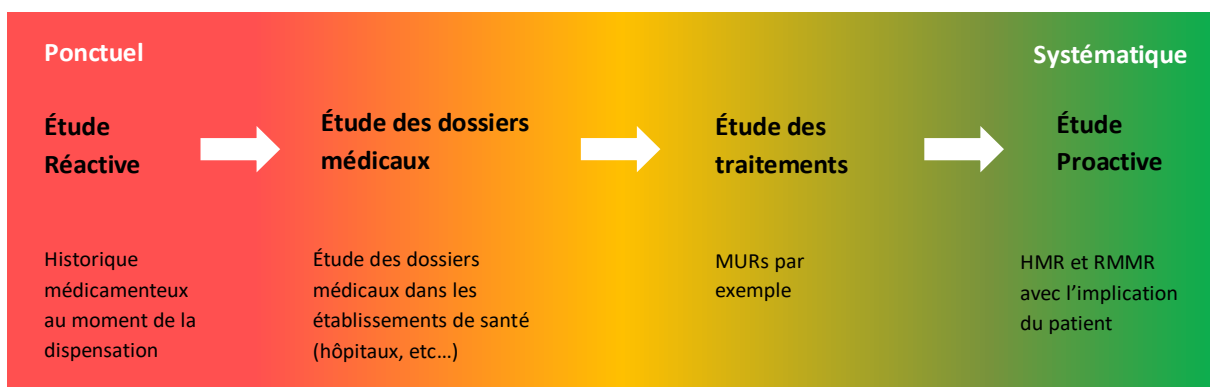 Ponctuel
Systématique
Étude
Réactive
Étude des dossiers
médicaux
Étude des
traitements
Étude
Proactive
Historique
médicamenteux
au moment de la
dispensation
Étude des dossiers
médicaux dans les
établissements de santé
(hôpitaux, etc…)
MURs par
exemple
HMR et RMMR
avec l’implication
du patient